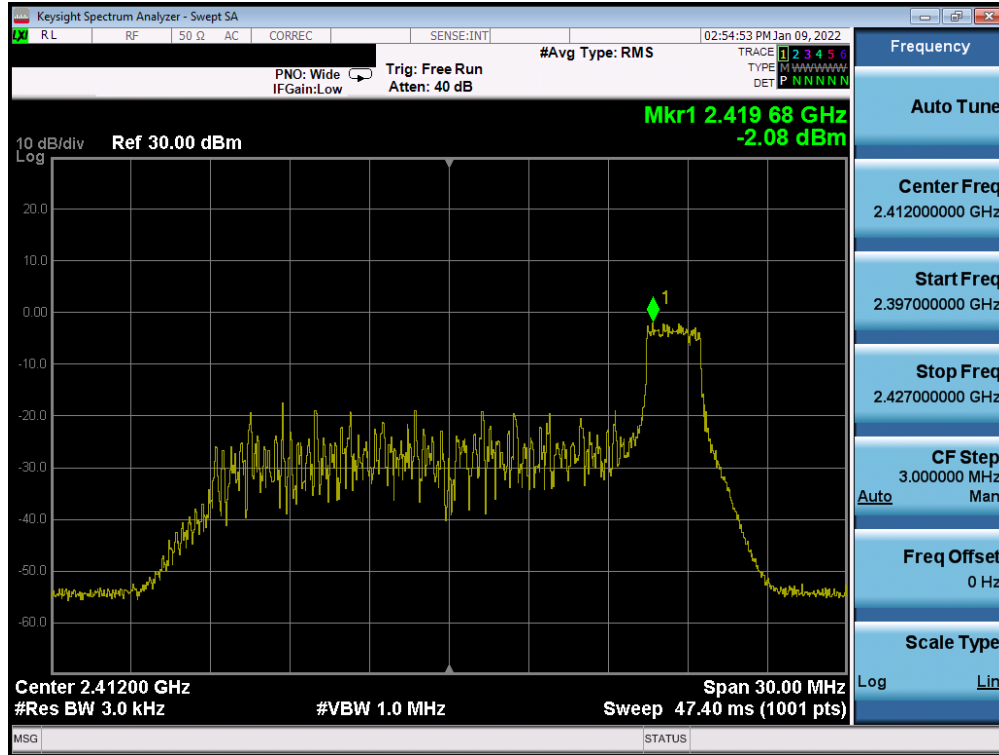 Keysight Spectrum Analyzer - Swept SA
LXI RL RF 50 Ω AC CORREC SENSE:INT 02:54:53 PM Jan 09, 2022
#Avg Type: RMS TRACE 1 2 3 4 5 6
PNO: Wide Trig: Free Run TYPE M W W W W W
IFGain:Low Atten: 40 dB DET P N N N N N
Mkr1 2.419 68 GHz
-2.08 dBm
10 dB/div Ref 30.00 dBm
Log
20.0
10.0
0.00
-10.0
-20.0
-30.0
-40.0
-50.0
-60.0
1
Center 2.41200 GHz Span 30.00 MHz
#Res BW 3.0 kHz #VBW 1.0 MHz Sweep 47.40 ms (1001 pts)
MSG STATUS
Frequency
Auto Tune
Center Freq
2.412000000 GHz
Start Freq
2.397000000 GHz
Stop Freq
2.427000000 GHz
CF Step
3.000000 MHz
Auto Man
Freq Offset
0 Hz
Scale Type
Log Lin